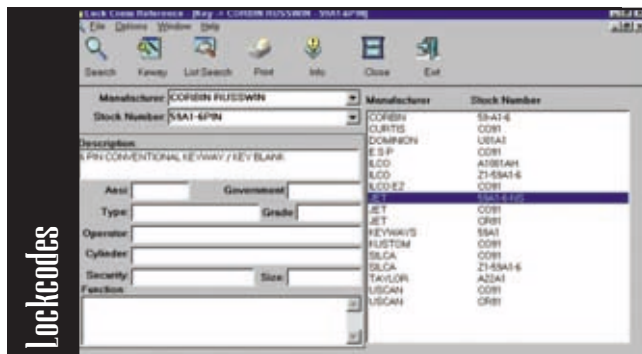 Lock Cross Reference - [Key -> CORBIN RUSSWIN - 59A1-6PIN]
File Options Window Help
Search Keway List Search Print Info Close Exit
Manufacturer CORBIN RUSSWIN
Stock Number 59A1-6PIN
Description
6 PIN CONVENTIONAL KEYWAY / KEY BLANK
Ansi Government
Type Grade
Operator
Cylinder
Security Size
Function
Manufacturer Stock Number
CORBIN 59-A1-6
CURTIS CO91
DOMINION U01A1
E S P CO91
ILCO A1001AH
ILCO Z1-59A1-6
ILCO EZ CO91
JET 59A1-6-NS
JET CO91
JET CR91
KEYWAYS 59A1
KUSTOM CO91
SILCA CO91
SILCA Z1-59A1-6
TAYLOR A22A1
USCAN CO91
USCAN CR91
Lockcodes